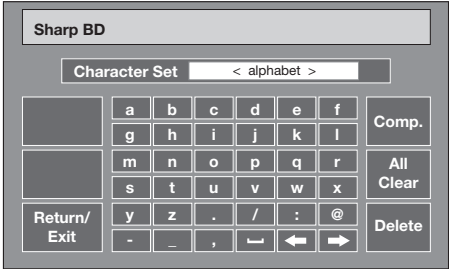 Sharp BD
Character Set < alphabet >
a b c d e f
Comp.
g h i j k l
m n o p q r
All
Clear
s t u v w x
Return/
Exit
y z . / : @
Delete
- _ , ⎵ ← →